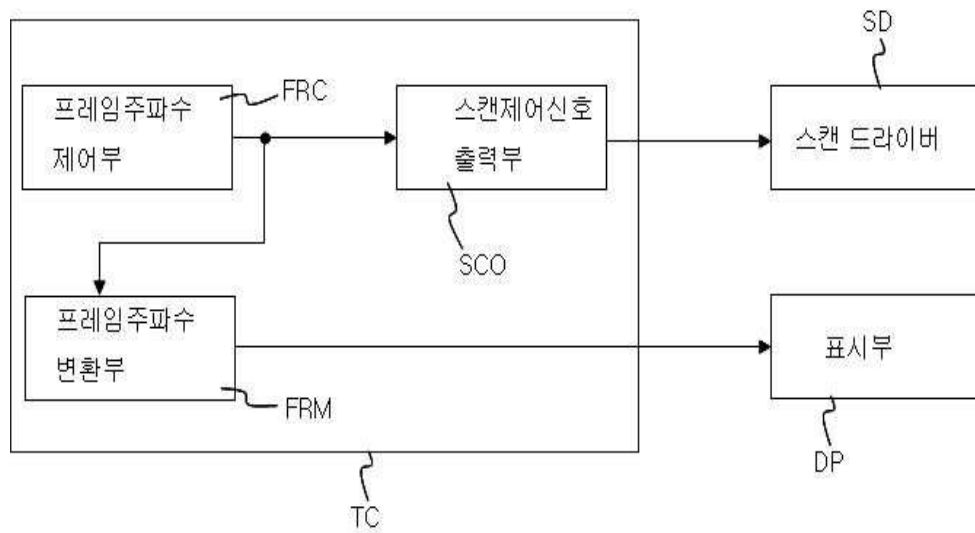 SD
프레임주파수
제어부
FRC
스캔제어신호
출력부
스캔 드라이버
SCO
프레임주파수
변환부
표시부
FRM
DP
TC